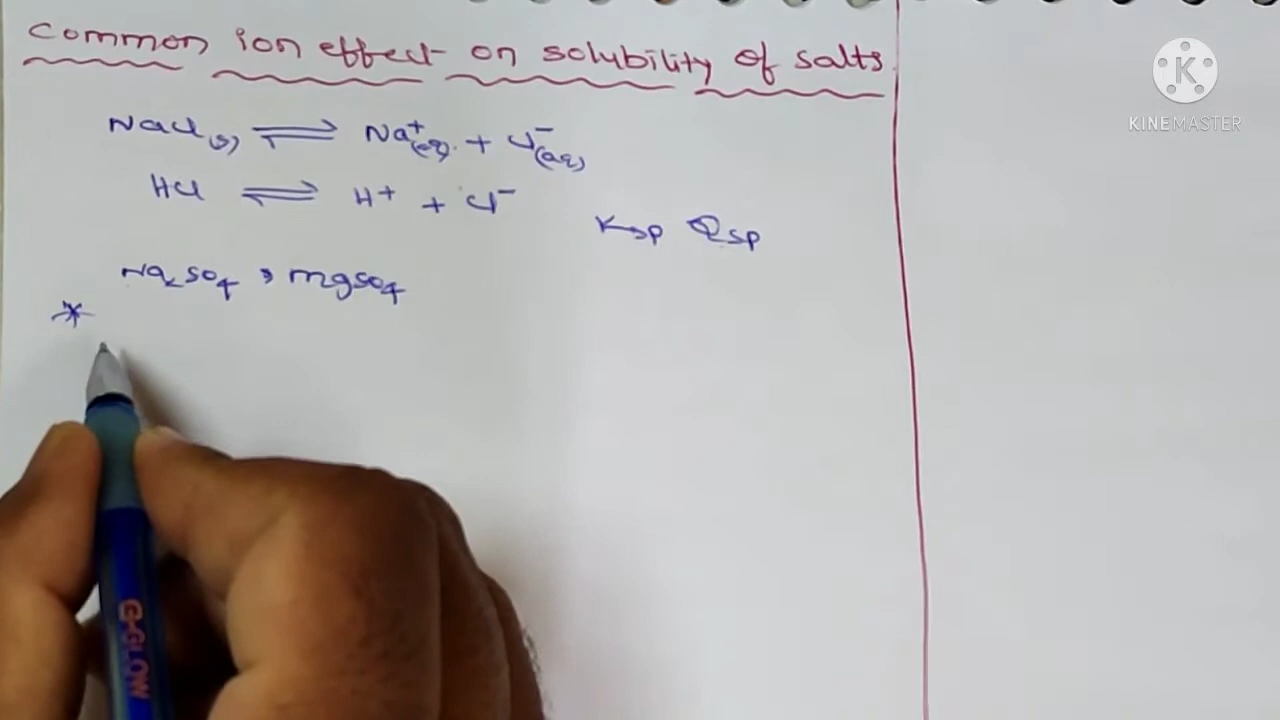 Common ion effect on solubility of salts
NaCl(s) ⇌ Na+(aq) + Cl-(aq)
HCl ⇌ H+ + Cl-
Ksp Qsp
Na2SO4, MgSO4
*
K
KINEMASTER
G-GLOW